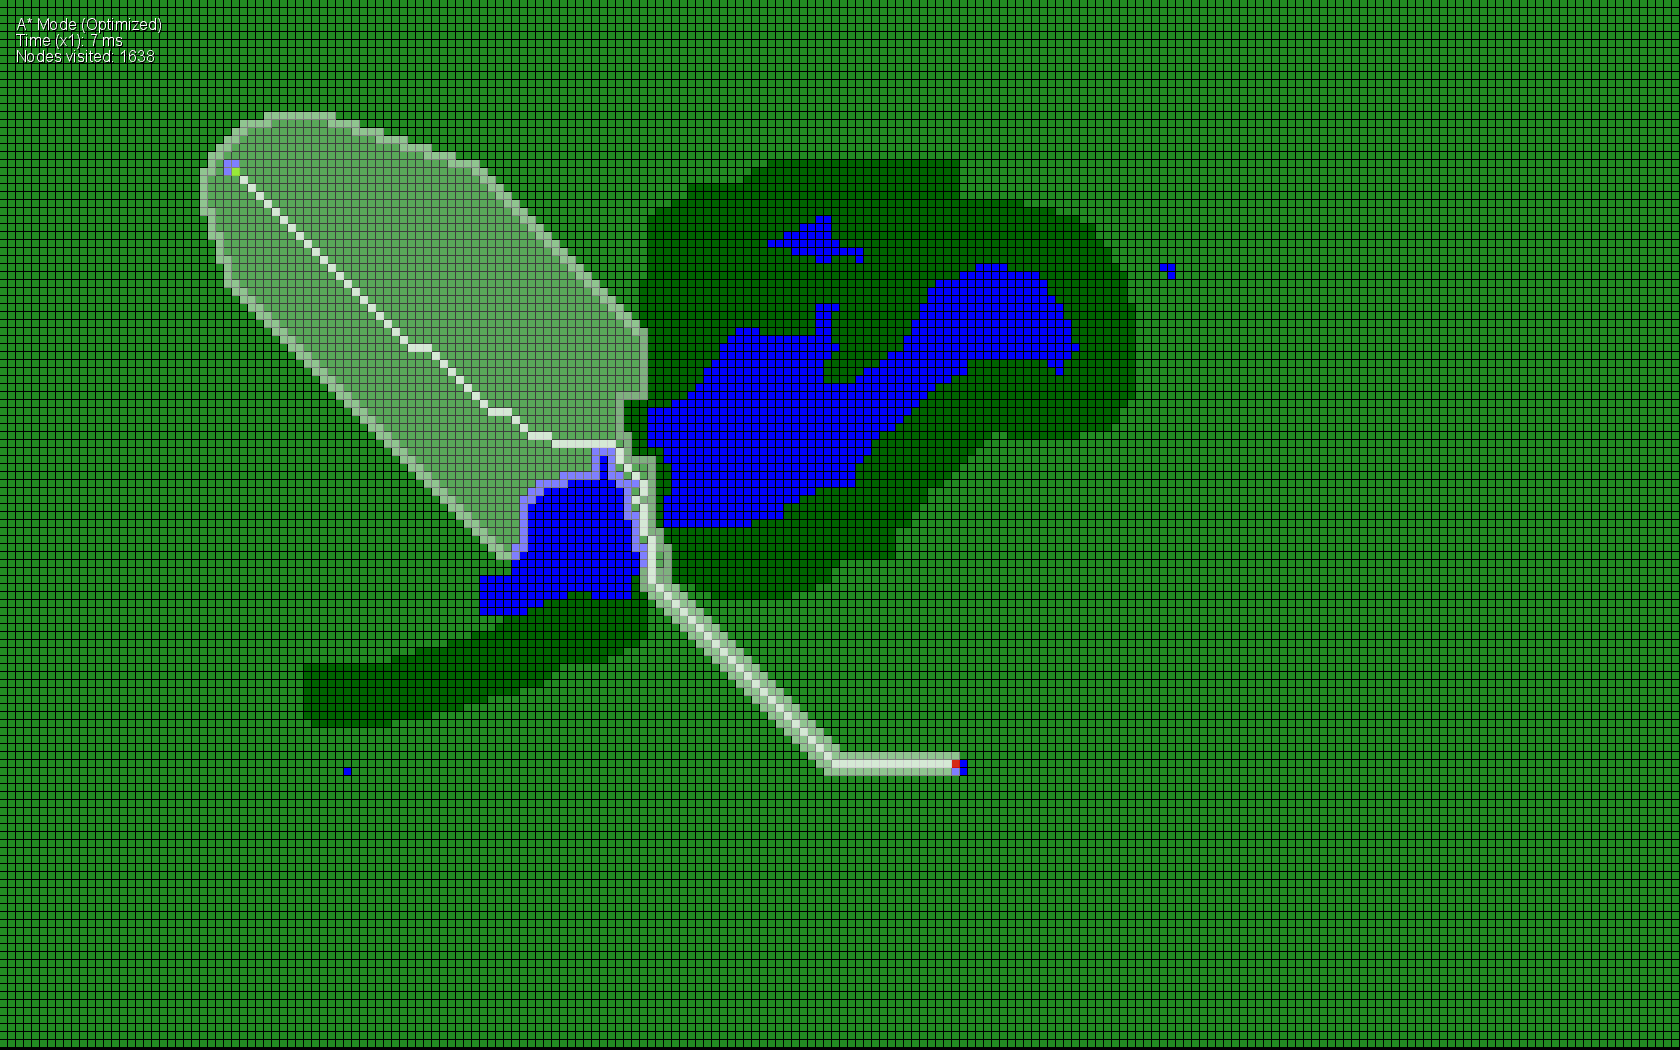 A* Mode (Optimized)
Time (x1): 7 ms
Nodes visited: 1638